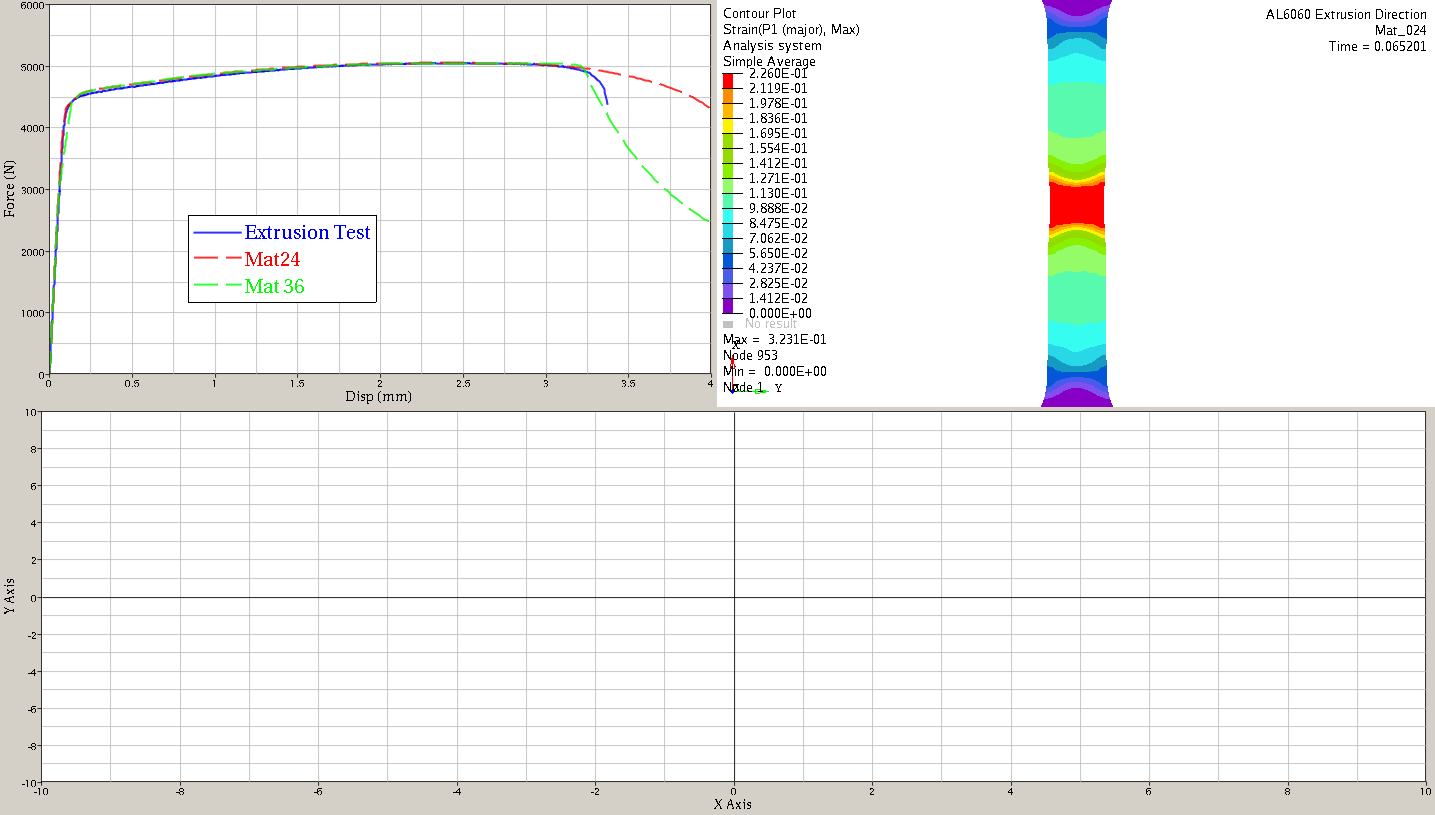 6000
5000
4000
3000
2000
1000
0
Force (N)
0 0.5 1 1.5 2 2.5 3 3.5 4
Disp (mm)
Extrusion Test
Mat24
Mat 36
Contour Plot
Strain(P1 (major), Max)
Analysis system
Simple Average
2.260E-01
2.119E-01
1.978E-01
1.836E-01
1.695E-01
1.554E-01
1.412E-01
1.271E-01
1.130E-01
9.888E-02
8.475E-02
7.062E-02
5.650E-02
4.237E-02
2.825E-02
1.412E-02
0.000E+00
No result
Max = 3.231E-01
X
Node 953
Min = 0.000E+00
Node 1
Z
Y
AL6060 Extrusion Direction
Mat_024
Time = 0.065201
10
8
6
4
2
0
-2
-4
-6
-8
-10
Y Axis
-10 -8 -6 -4 -2 0 2 4 6 8 10
X Axis